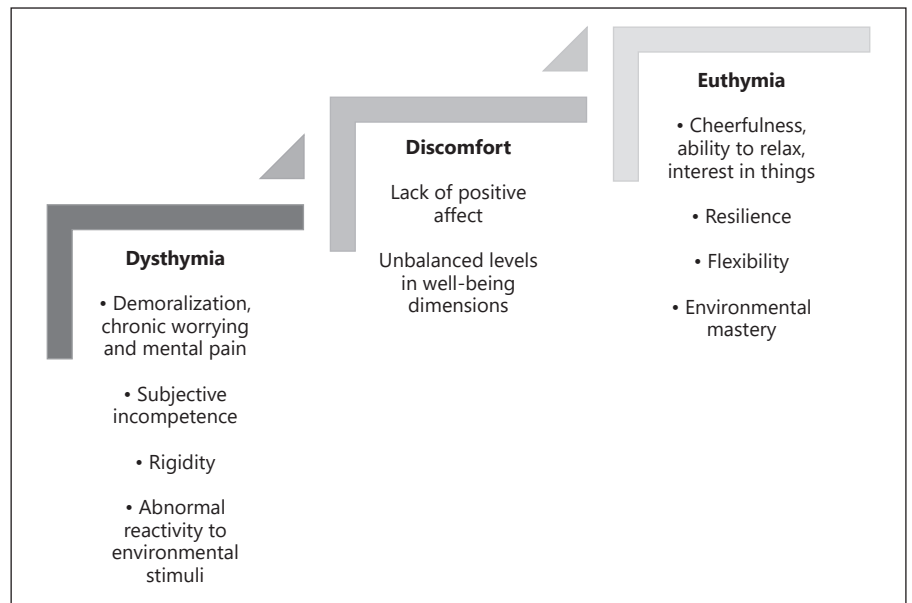 Dysthymia
• Demoralization,
chronic worrying
and mental pain
• Subjective
incompetence
• Rigidity
• Abnormal
reactivity to
environmental
stimuli
Discomfort
Lack of positive
affect
Unbalanced levels
in well-being
dimensions
Euthymia
• Cheerfulness,
ability to relax,
interest in things
• Resilience
• Flexibility
• Environmental
mastery